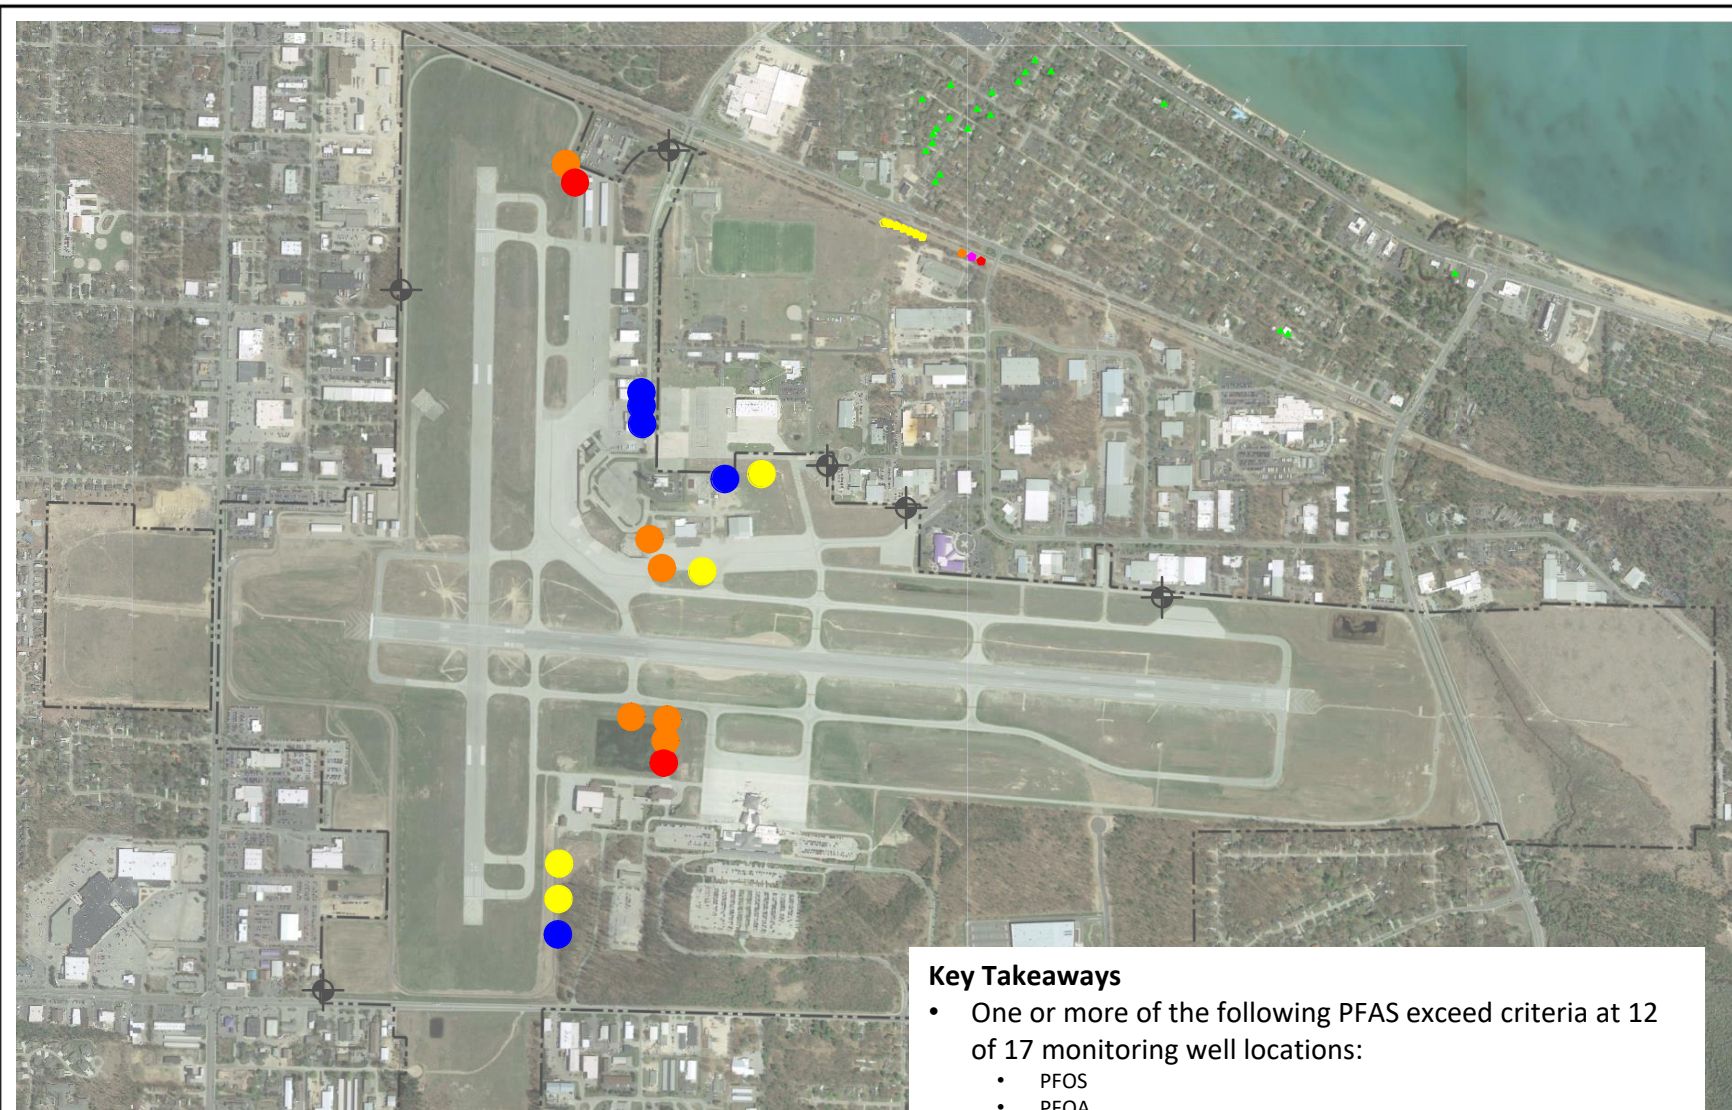 Key Takeaways
• One or more of the following PFAS exceed criteria at 12
of 17 monitoring well locations:
• PFOS
• PFOA